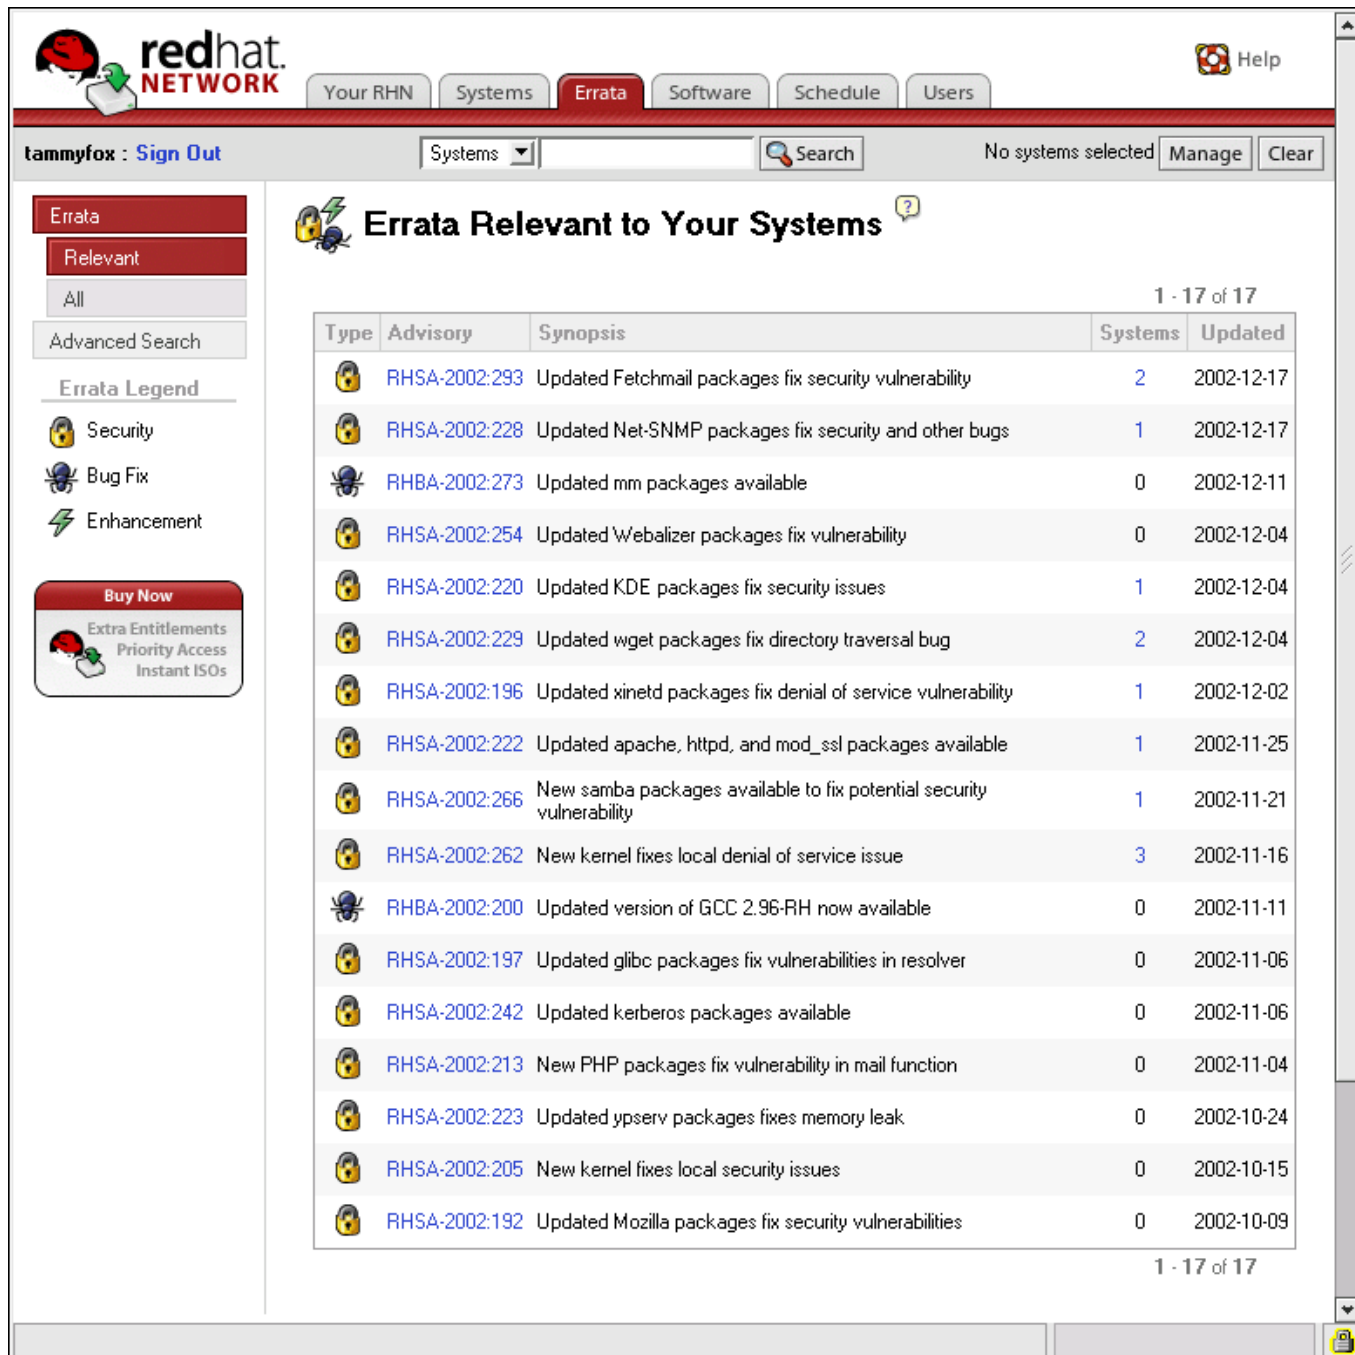 redhat.
NETWORK
Your RHN Systems Errata Software Schedule Users
Help
tammyfox : Sign Out
Systems
Search
No systems selected Manage Clear
Errata
Relevant
All
Advanced Search
Errata Legend
Security
Bug Fix
Enhancement
Buy Now
Extra Entitlements
Priority Access
Instant ISOs
Errata Relevant to Your Systems ?
1 - 17 of 17
Type Advisory Synopsis Systems Updated
RHSA-2002:293 Updated Fetchmail packages fix security vulnerability 2 2002-12-17
RHSA-2002:228 Updated Net-SNMP packages fix security and other bugs 1 2002-12-17
RHBA-2002:273 Updated mm packages available 0 2002-12-11
RHSA-2002:254 Updated Webalizer packages fix vulnerability 0 2002-12-04
RHSA-2002:220 Updated KDE packages fix security issues 1 2002-12-04
RHSA-2002:229 Updated wget packages fix directory traversal bug 2 2002-12-04
RHSA-2002:196 Updated xinetd packages fix denial of service vulnerability 1 2002-12-02
RHSA-2002:222 Updated apache, httpd, and mod_ssl packages available 1 2002-11-25
RHSA-2002:266 New samba packages available to fix potential security 1 2002-11-21
vulnerability
RHSA-2002:262 New kernel fixes local denial of service issue 3 2002-11-16
RHBA-2002:200 Updated version of GCC 2.96-RH now available 0 2002-11-11
RHSA-2002:197 Updated glibc packages fix vulnerabilities in resolver 0 2002-11-06
RHSA-2002:242 Updated kerberos packages available 0 2002-11-06
RHSA-2002:213 New PHP packages fix vulnerability in mail function 0 2002-11-04
RHSA-2002:223 Updated ypserv packages fixes memory leak 0 2002-10-24
RHSA-2002:205 New kernel fixes local security issues 0 2002-10-15
RHSA-2002:192 Updated Mozilla packages fix security vulnerabilities 0 2002-10-09
1 - 17 of 17